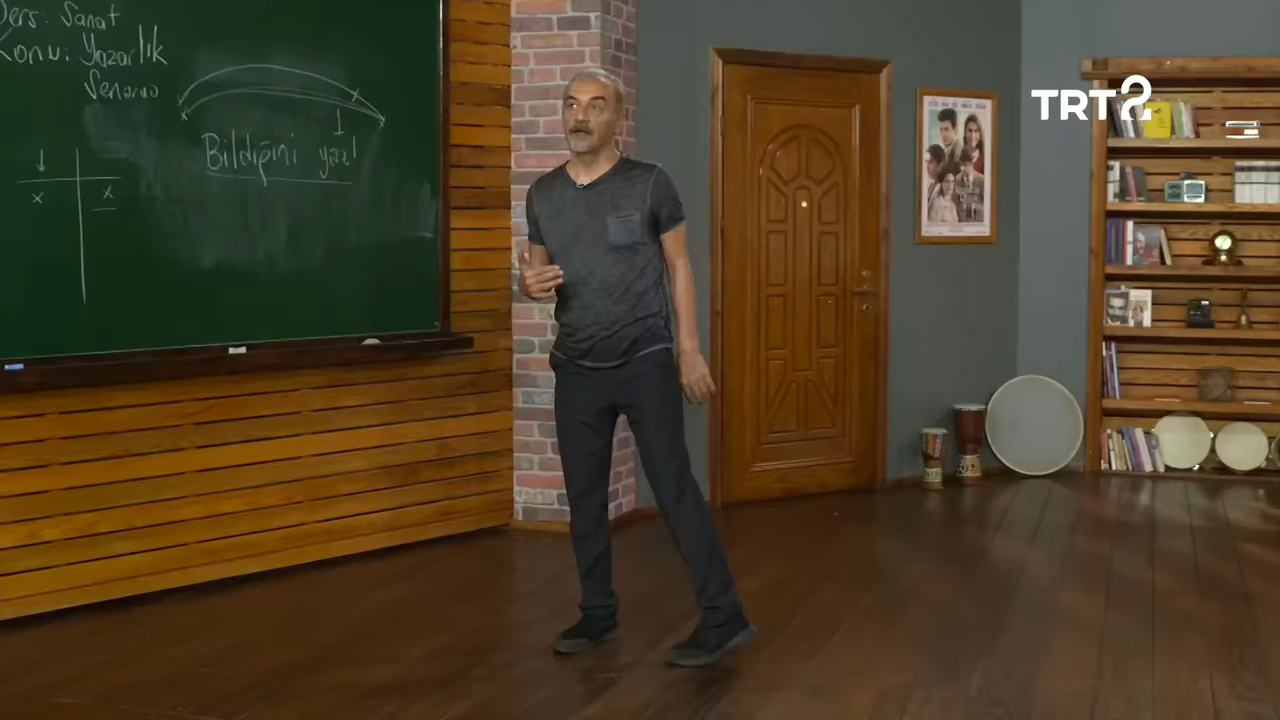 Ders: Sanat
Konu: Yazarlık
Senaryo
Bildiğini yaz!
x
x
TRT2